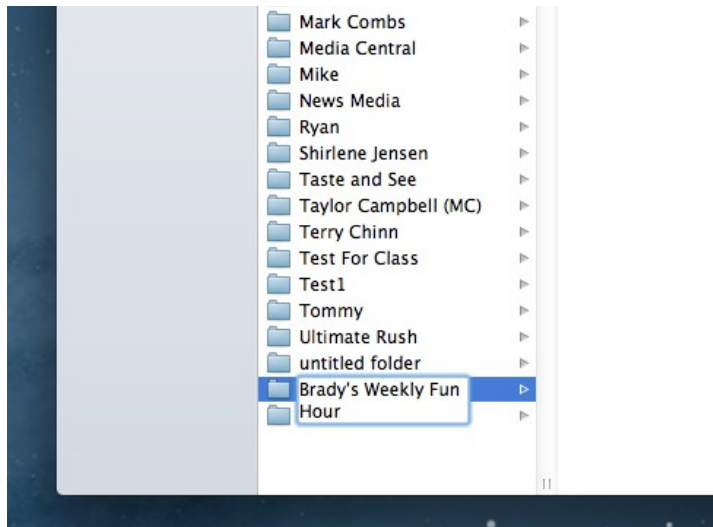 Mark Combs
Media Central
Mike
News Media
Ryan
Shirlene Jensen
Taste and See
Taylor Campbell (MC)
Terry Chinn
Test For Class
Test1
Tommy
Ultimate Rush
untitled folder
Brady's Weekly Fun
Hour